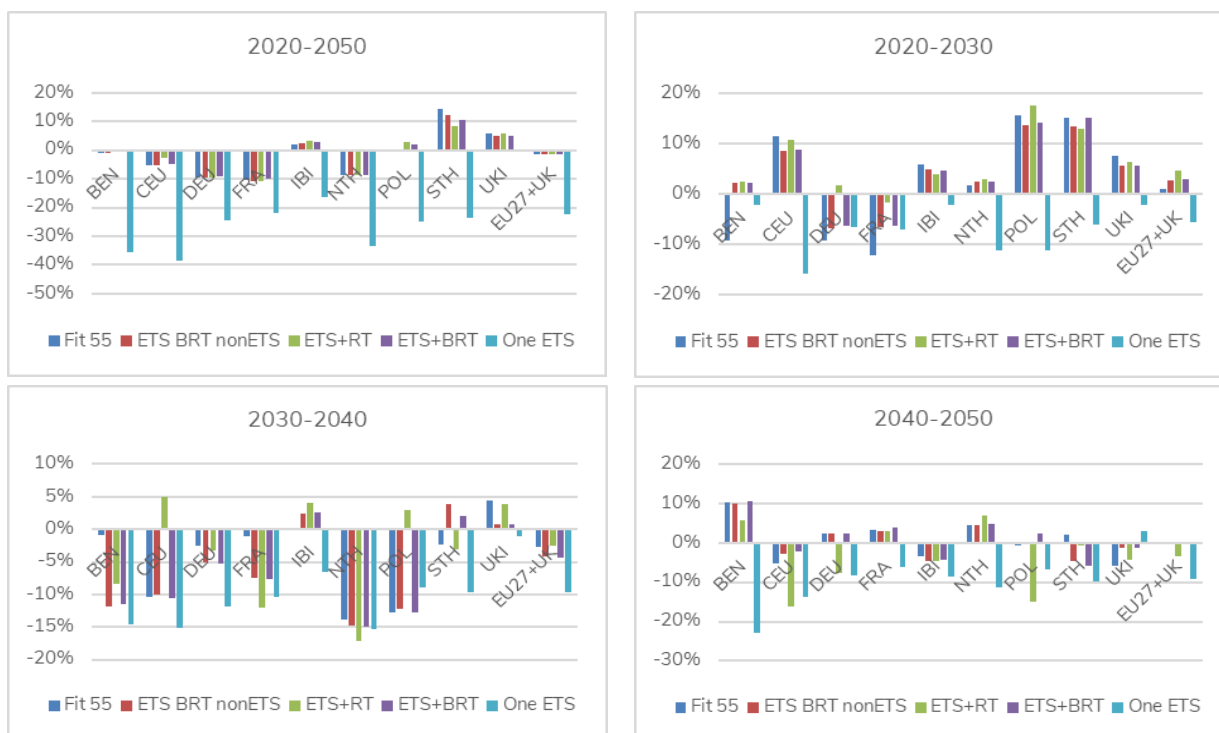 2020-2050
20%
10%
0%
-10%
-20%
-30%
-40%
-50%
BEN
CEU
DEU
FRA
IBI
NTH
POL
STH
UKI
EU27+UK
Fit 55 ETS BRT nonETS ETS+RT ETS+BRT One ETS
2020-2030
20%
10%
0%
-10%
-20%
BEN
CEU
DEU
FRA
IBI
NTH
POL
STH
UKI
EU27+UK
Fit 55 ETS BRT nonETS ETS+RT ETS+BRT One ETS
2030-2040
10%
5%
0%
-5%
-10%
-15%
-20%
BEN
CEU
DEU
FRA
IBI
NTH
POL
STH
UKI
EU27+UK
Fit 55 ETS BRT nonETS ETS+RT ETS+BRT One ETS
2040-2050
20%
10%
0%
-10%
-20%
-30%
BEN
CEU
DEU
FRA
IBI
NTH
POL
STH
UKI
EU27+UK
Fit 55 ETS BRT nonETS ETS+RT ETS+BRT One ETS